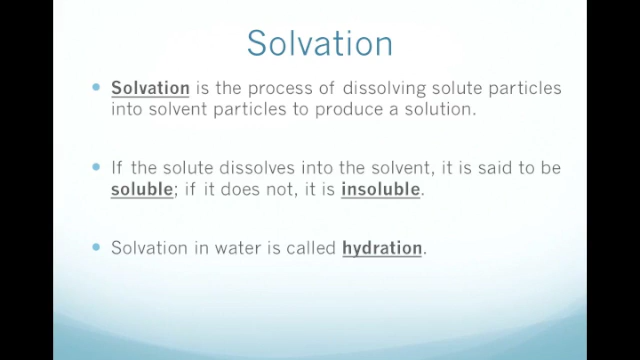 Solvation
• Solvation is the process of dissolving solute particles
into solvent particles to produce a solution.
• If the solute dissolves into the solvent, it is said to be
soluble; if it does not, it is insoluble.
• Solvation in water is called hydration.